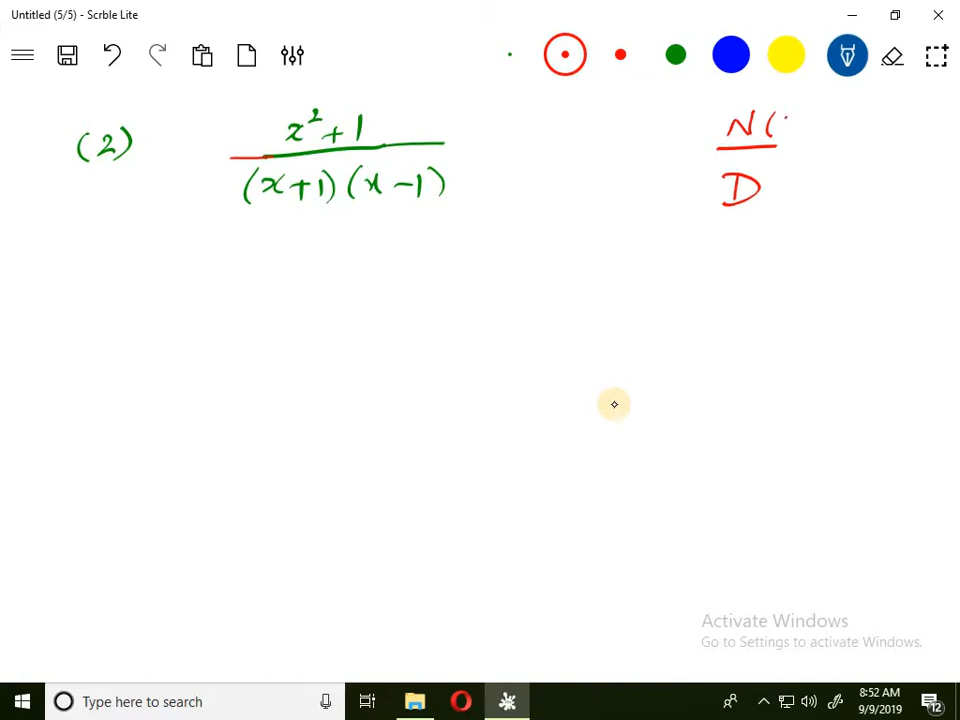 Untitled (5/5) - Scrble Lite
(2) x² + 1 N(
(x+1)(x-1) D
Activate Windows
Go to Settings to activate Windows.
Type here to search
8:52 AM
9/9/2019
12